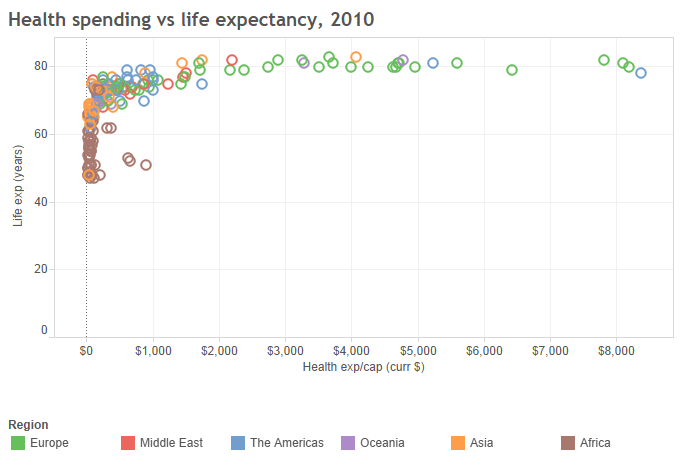 Health spending vs life expectancy, 2010
Life exp (years)
80
60
40
20
0
$0 $1,000 $2,000 $3,000 $4,000 $5,000 $6,000 $7,000 $8,000
Health exp/cap (curr $)
Region
Europe Middle East The Americas Oceania Asia Africa